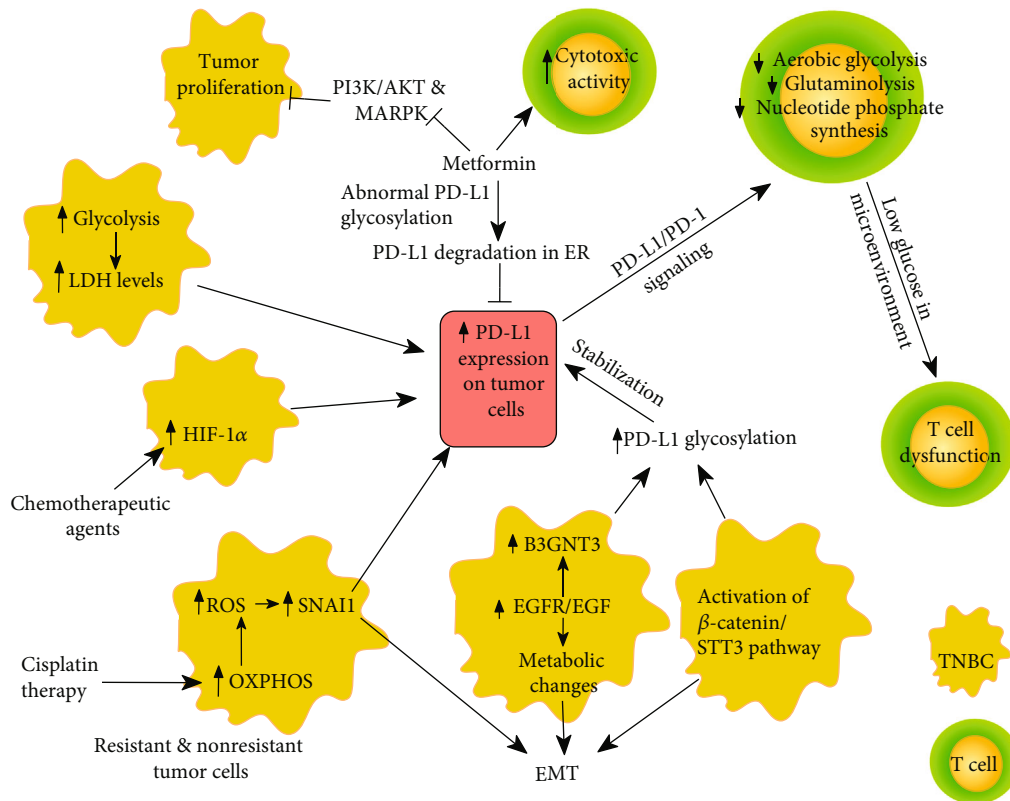 Tumor
proliferation
PI3K/AKT &
MARPK
Cytotoxic
activity
Aerobic glycolysis
Glutaminolysis
Nucleotide phosphate
synthesis
Metformin
Abnormal PD-L1
glycosylation
PD-L1 degradation in ER
Glycolysis
LDH levels
PD-L1/PD-1
signaling
Low glucose in
microenvironment
PD-L1
expression
on tumor
cells
Stabilization
HIF-1α
PD-L1 glycosylation
T cell
dysfunction
Chemotherapeutic
agents
ROS
SNAI1
OXPHOS
Cisplatin
therapy
Resistant & nonresistant
tumor cells
B3GNT3
EGFR/EGF
Metabolic
changes
Activation of
β-catenin/
STT3 pathway
EMT
TNBC
T cell